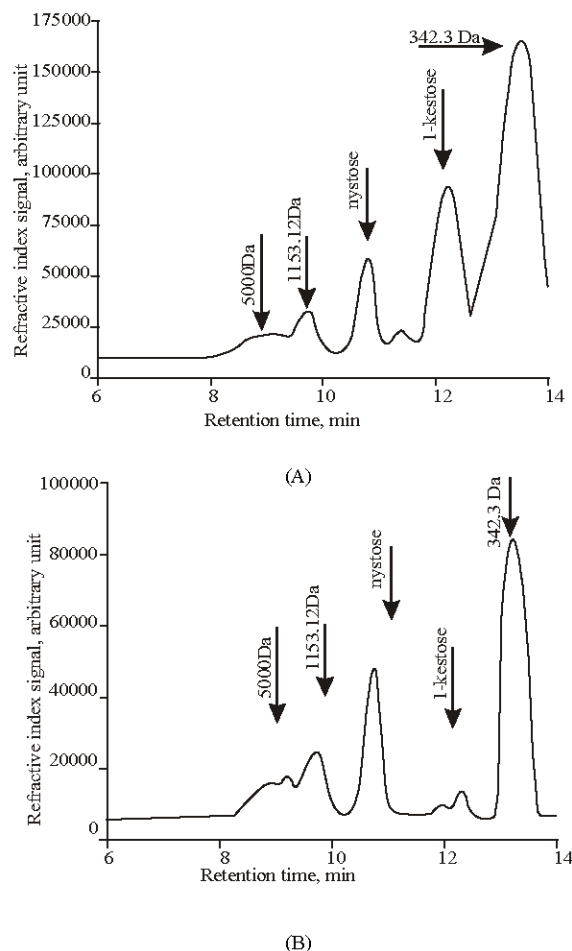 175000
150000
125000
100000
75000
50000
25000
0
Refractive index signal, arbitrary unit
5000Da
1153.12Da
nystose
1-kestose
342.3 Da
6 8 10 12 14
Retention time, min
(A)
100000
80000
60000
40000
20000
0
Refractive index signal, arbitrary unit
5000Da
1153.12Da
nystose
1-kestose
342.3 Da
6 8 10 12 14
Retention time, min
(B)